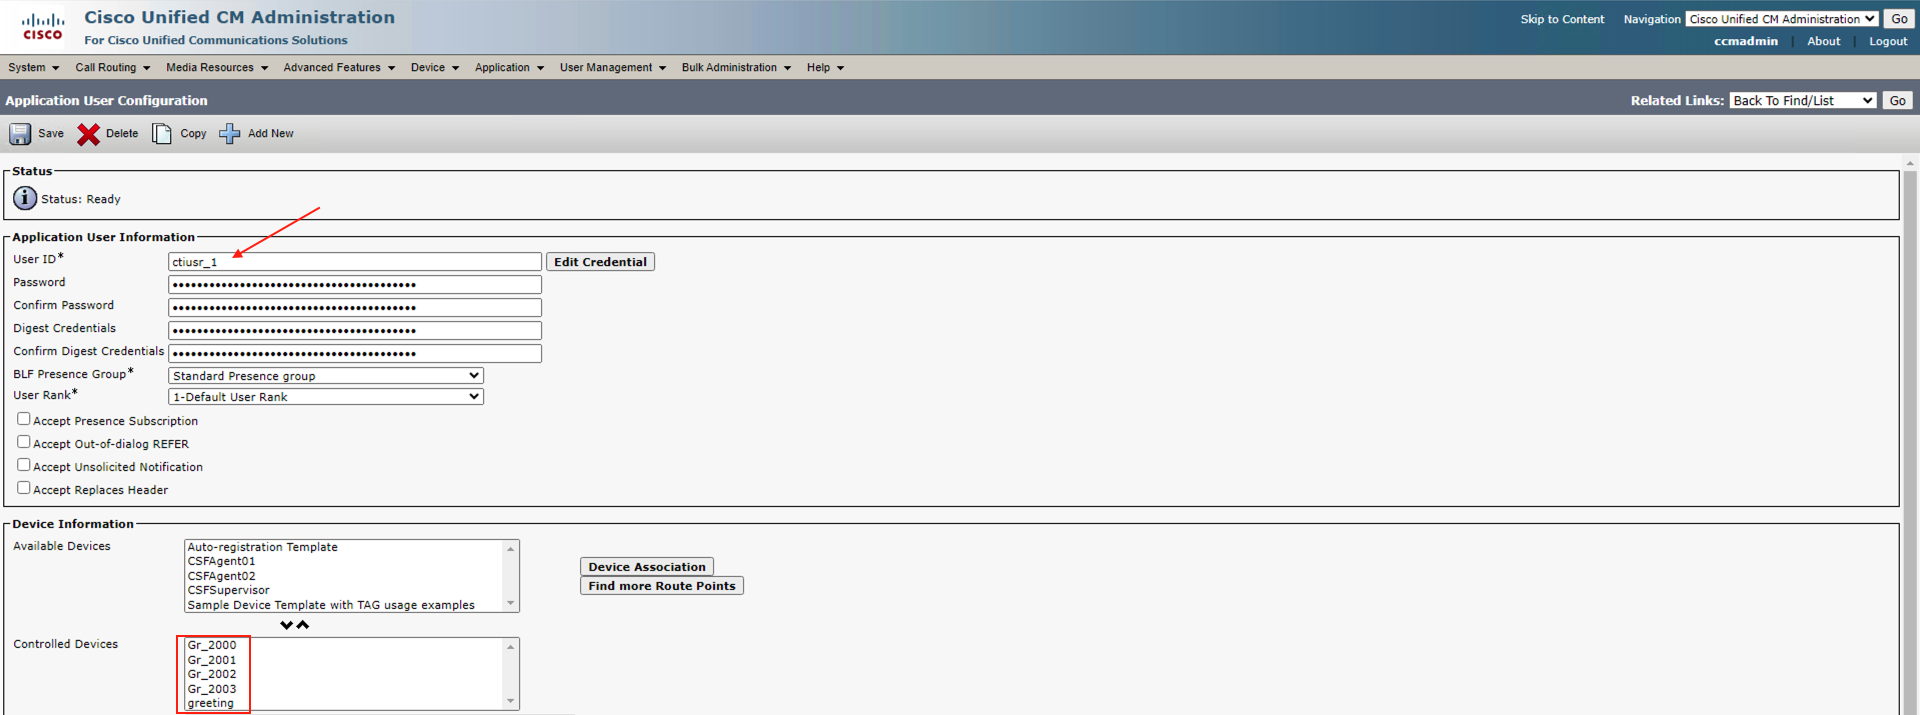 Cisco Unified CM Administration
For Cisco Unified Communications Solutions
CISCO
Skip to Content Navigation Cisco Unified CM Administration Go
ccmadmin | About | Logout
System Call Routing Media Resources Advanced Features Device Application User Management Bulk Administration Help
Application User Configuration
Related Links: Back To Find/List Go
Save Delete Copy Add New
Status
Status: Ready
Application User Information
User ID* ctiusr_1 Edit Credential
Password ••••••••••••••••••••••••••••••••••••••••
Confirm Password ••••••••••••••••••••••••••••••••••••••••
Digest Credentials ••••••••••••••••••••••••••••••••••••••••
Confirm Digest Credentials ••••••••••••••••••••••••••••••••••••••••
BLF Presence Group* Standard Presence group
User Rank* 1-Default User Rank
Accept Presence Subscription
Accept Out-of-dialog REFER
Accept Unsolicited Notification
Accept Replaces Header
Device Information
Available Devices
Auto-registration Template
CSFAgent01
CSFAgent02
CSFSupervisor
Sample Device Template with TAG usage examples
Device Association
Find more Route Points
Controlled Devices
Gr_2000
Gr_2001
Gr_2002
Gr_2003
greeting